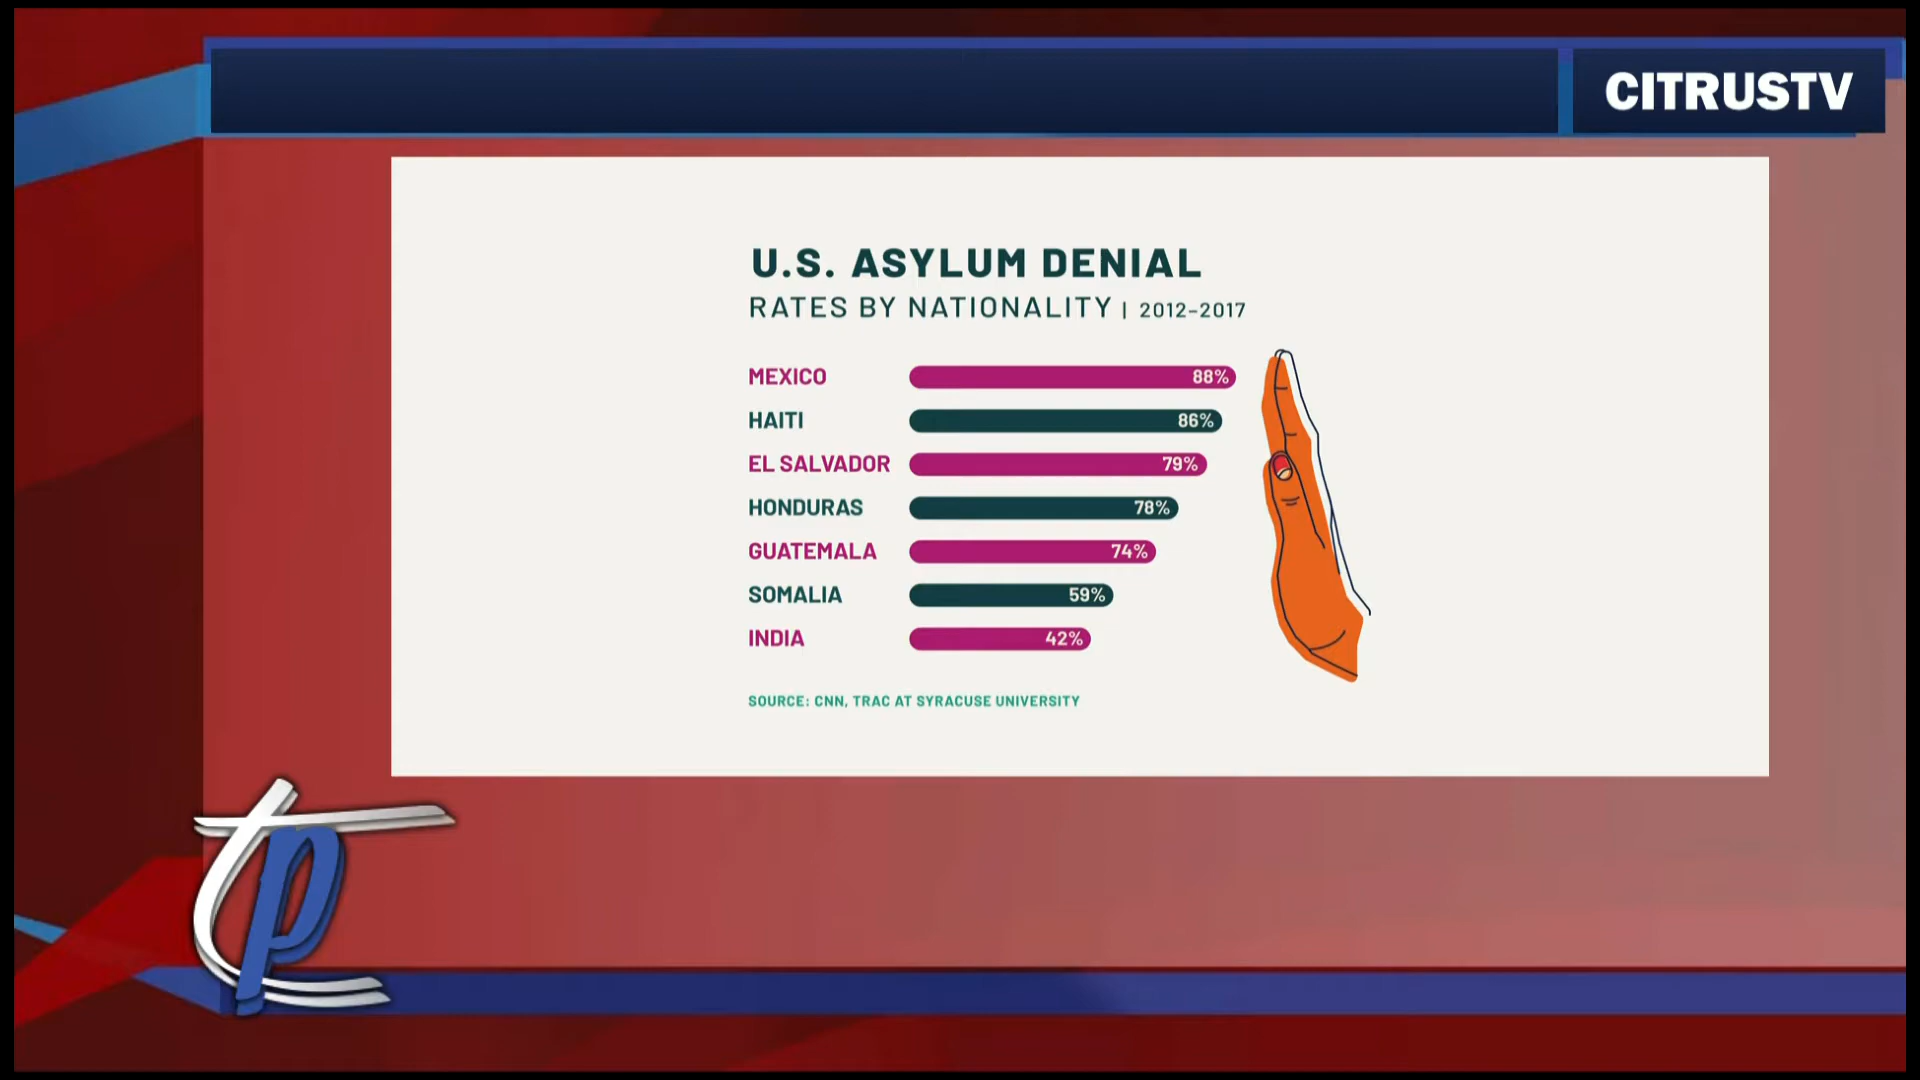 CITRUSTV
U.S. ASYLUM DENIAL
RATES BY NATIONALITY | 2012-2017
MEXICO 88%
HAITI 86%
EL SALVADOR 79%
HONDURAS 78%
GUATEMALA 74%
SOMALIA 59%
INDIA 42%
SOURCE: CNN, TRAC AT SYRACUSE UNIVERSITY
tp